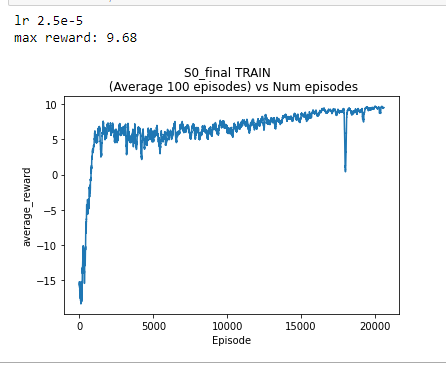 lr 2.5e-5
max reward: 9.68
S0_final TRAIN
(Average 100 episodes) vs Num episodes
10
5
0
−5
−10
−15
average_reward
0
5000
10000
15000
20000
Episode